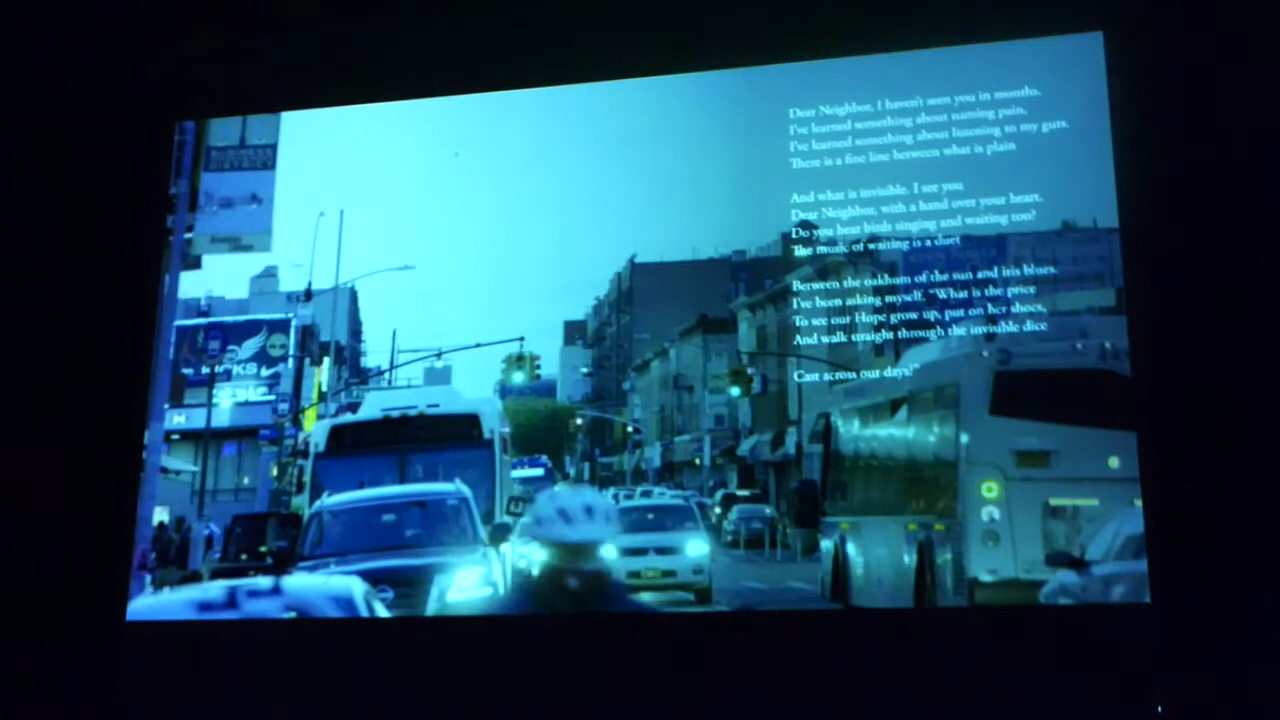 Dear Neighbor, I haven't seen you in months.
I've learned something about naming pain,
I've learned something about listening to my guts.
There is a fine line between what is plain
And what is invisible. I see you
Dear Neighbor, with a hand over your heart.
Do you hear birds singing and waiting too?
The music of waiting is a duet
Between the oakhum of the sun and iris blues.
I've been asking myself, "What is the price
To see our Hope grow up, put on her shoes,
And walk straight through the invisible dice
Cast across our days?"